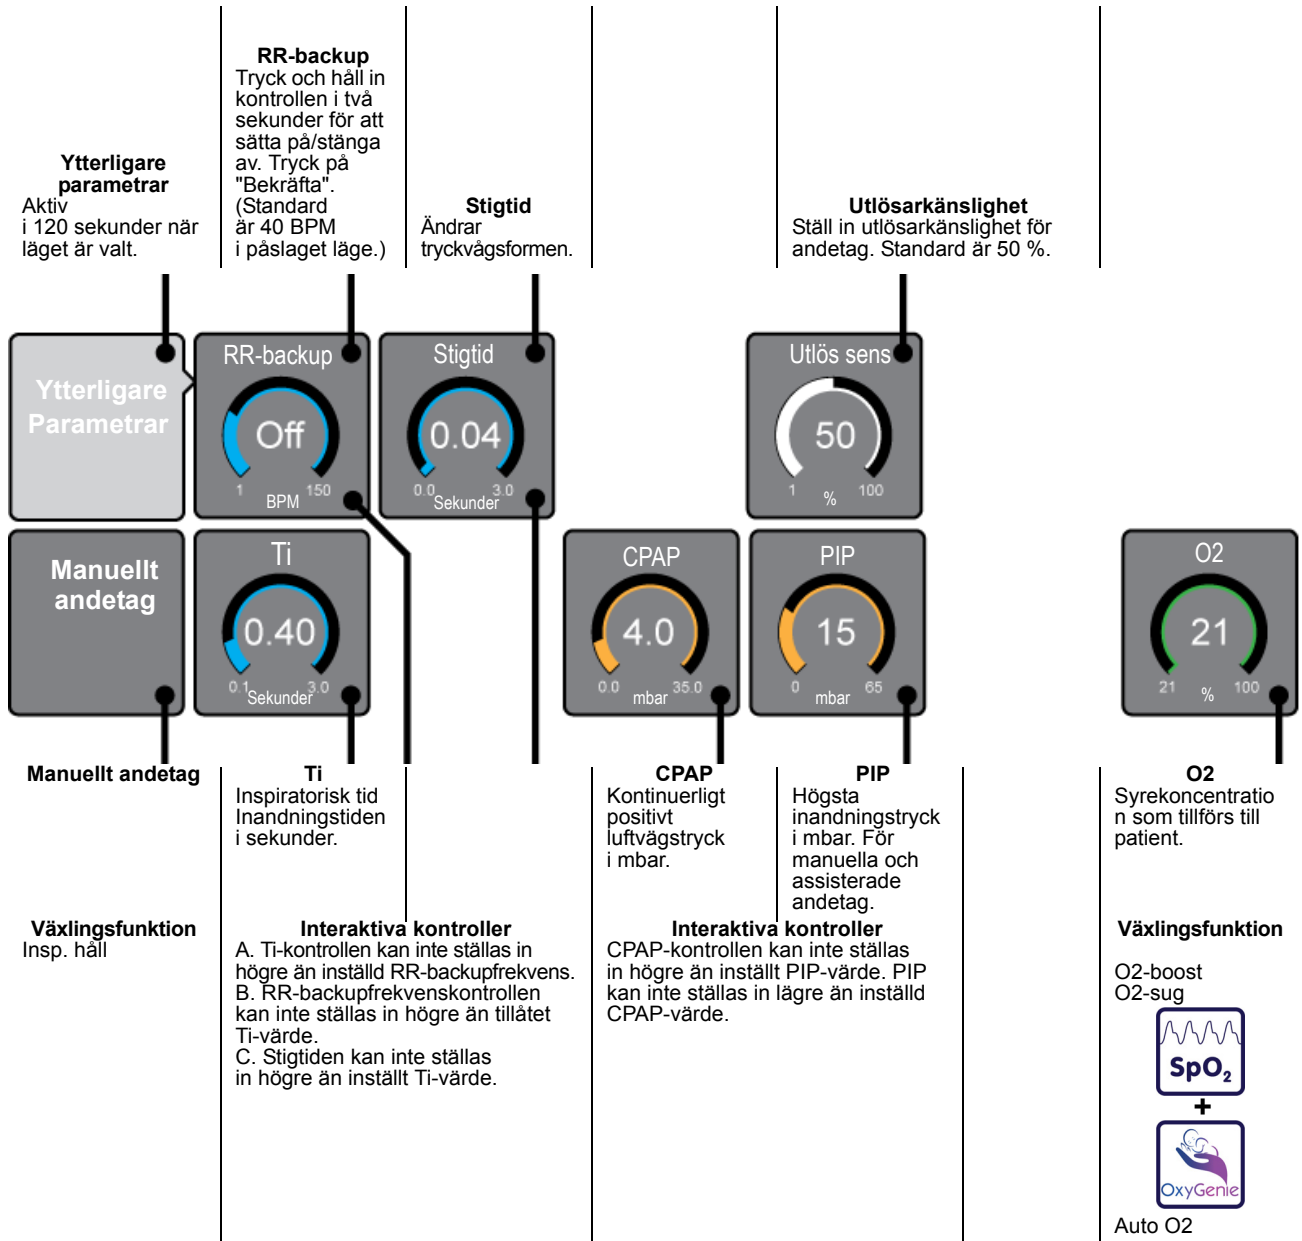 Ytterligare
parametrar
Aktiv
i 120 sekunder när
läget är valt.
RR-backup
Tryck och håll in
kontrollen i två
sekunder för att
sätta på/stänga
av. Tryck på
"Bekräfta".
(Standard
är 40 BPM
i påslaget läge.)
Stigtid
Ändrar
tryckvågsformen.
Utlösarkänslighet
Ställ in utlösarkänslighet för
andetag. Standard är 50 %.
Ytterligare
Parametrar
RR-backup
Off
1 150
BPM
Stigtid
0.04
0.0 3.0
Sekunder
Utlös sens
50
1 100
%
Manuellt
andetag
Ti
0.40
0.1 3.0
Sekunder
CPAP
4.0
0.0 35.0
mbar
PIP
15
0 65
mbar
O2
21
21 100
%
Manuellt andetag
Ti
Inspiratorisk tid
Inandningstiden
i sekunder.
CPAP
Kontinuerligt
positivt
luftvägstryck
i mbar.
PIP
Högsta
inandningstryck
i mbar. För
manuella och
assisterade
andetag.
O2
Syrekoncentratio
n som tillförs till
patient.
Växlingsfunktion
Insp. håll
Interaktiva kontroller
A. Ti-kontrollen kan inte ställas in
högre än inställd RR-backupfrekvens.
B. RR-backupfrekvenskontrollen
kan inte ställas in högre än tillåtet
Ti-värde.
C. Stigtiden kan inte ställas
in högre än inställt Ti-värde.
Interaktiva kontroller
CPAP-kontrollen kan inte ställas
in högre än inställt PIP-värde. PIP
kan inte ställas in lägre än inställd
CPAP-värde.
Växlingsfunktion
O2-boost
O2-sug
SpO₂
+
OxyGenie
Auto O2